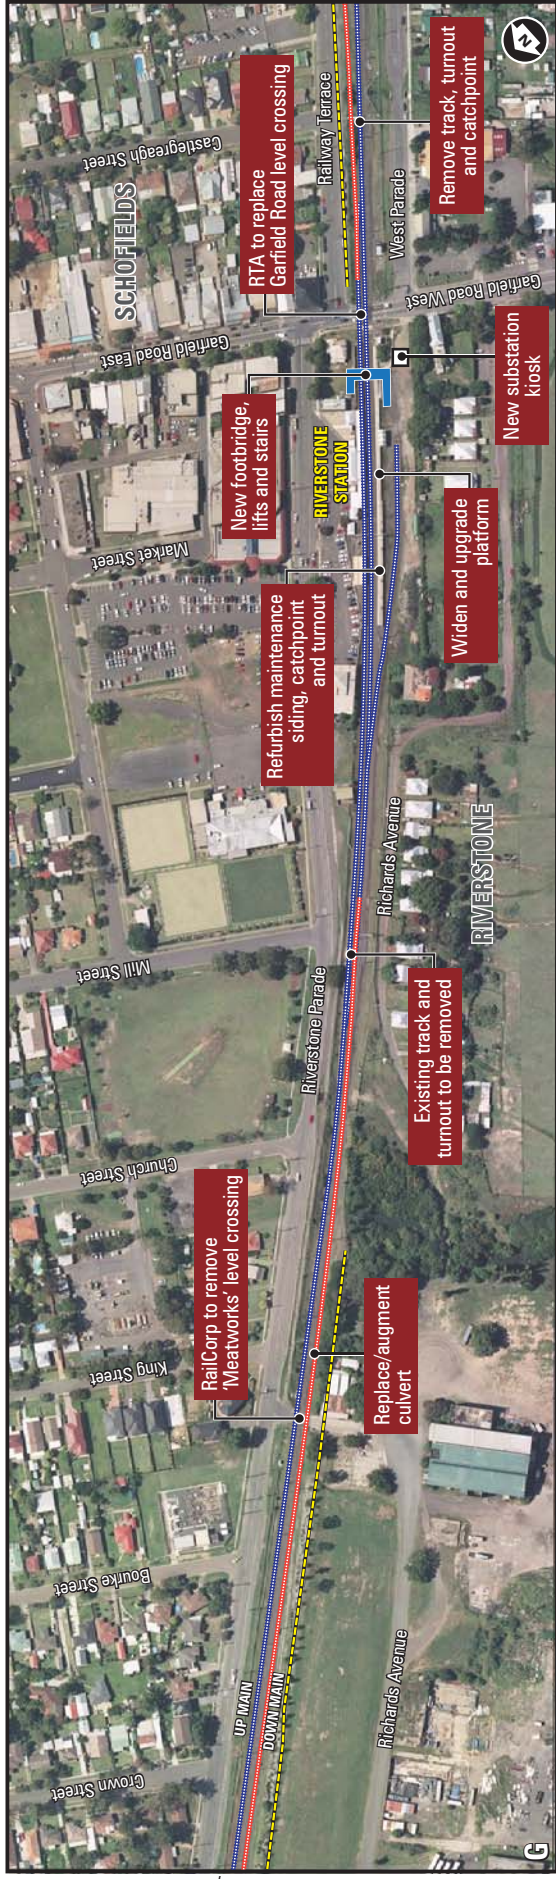 Crown Street
Bourke Street
King Street
Church Street
Mill Street
Market Street
Garfield Road East
SCHOFIELDS
Castlereagh Street
RailCorp to remove
'Meatworks' level crossing
Riverstone Parade
Refurbish maintenance
siding, catchpoint
and turnout
New footbridge,
lifts and stairs
RIVERSTONE
STATION
RTA to replace
Garfield Road level crossing
Railway Terrace
UP MAIN
DOWN MAIN
Richards Avenue
Replace/augment
culvert
Existing track and
turnout to be removed
Richards Avenue
RIVERSTONE
Widen and upgrade
platform
New substation
kiosk
Garfield Road West
West Parade
Remove track, turnout
and catchpoint
G
N